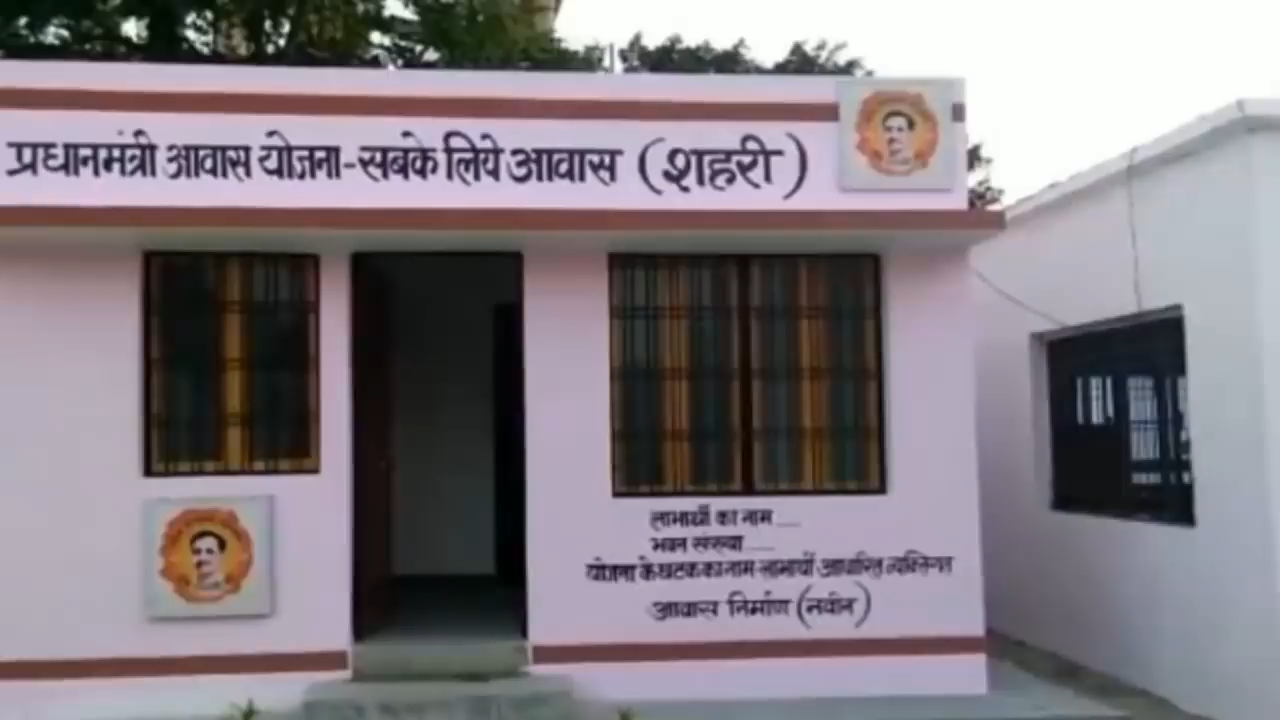 प्रधानमंत्री आवास योजना-सबके लिये आवास (शहरी)
लाभार्थी का नाम ....
भवन संख्या ....
योजना के घटक का नाम लाभार्थी आधारित व्यक्तिगत
आवास निर्माण (नवीन)